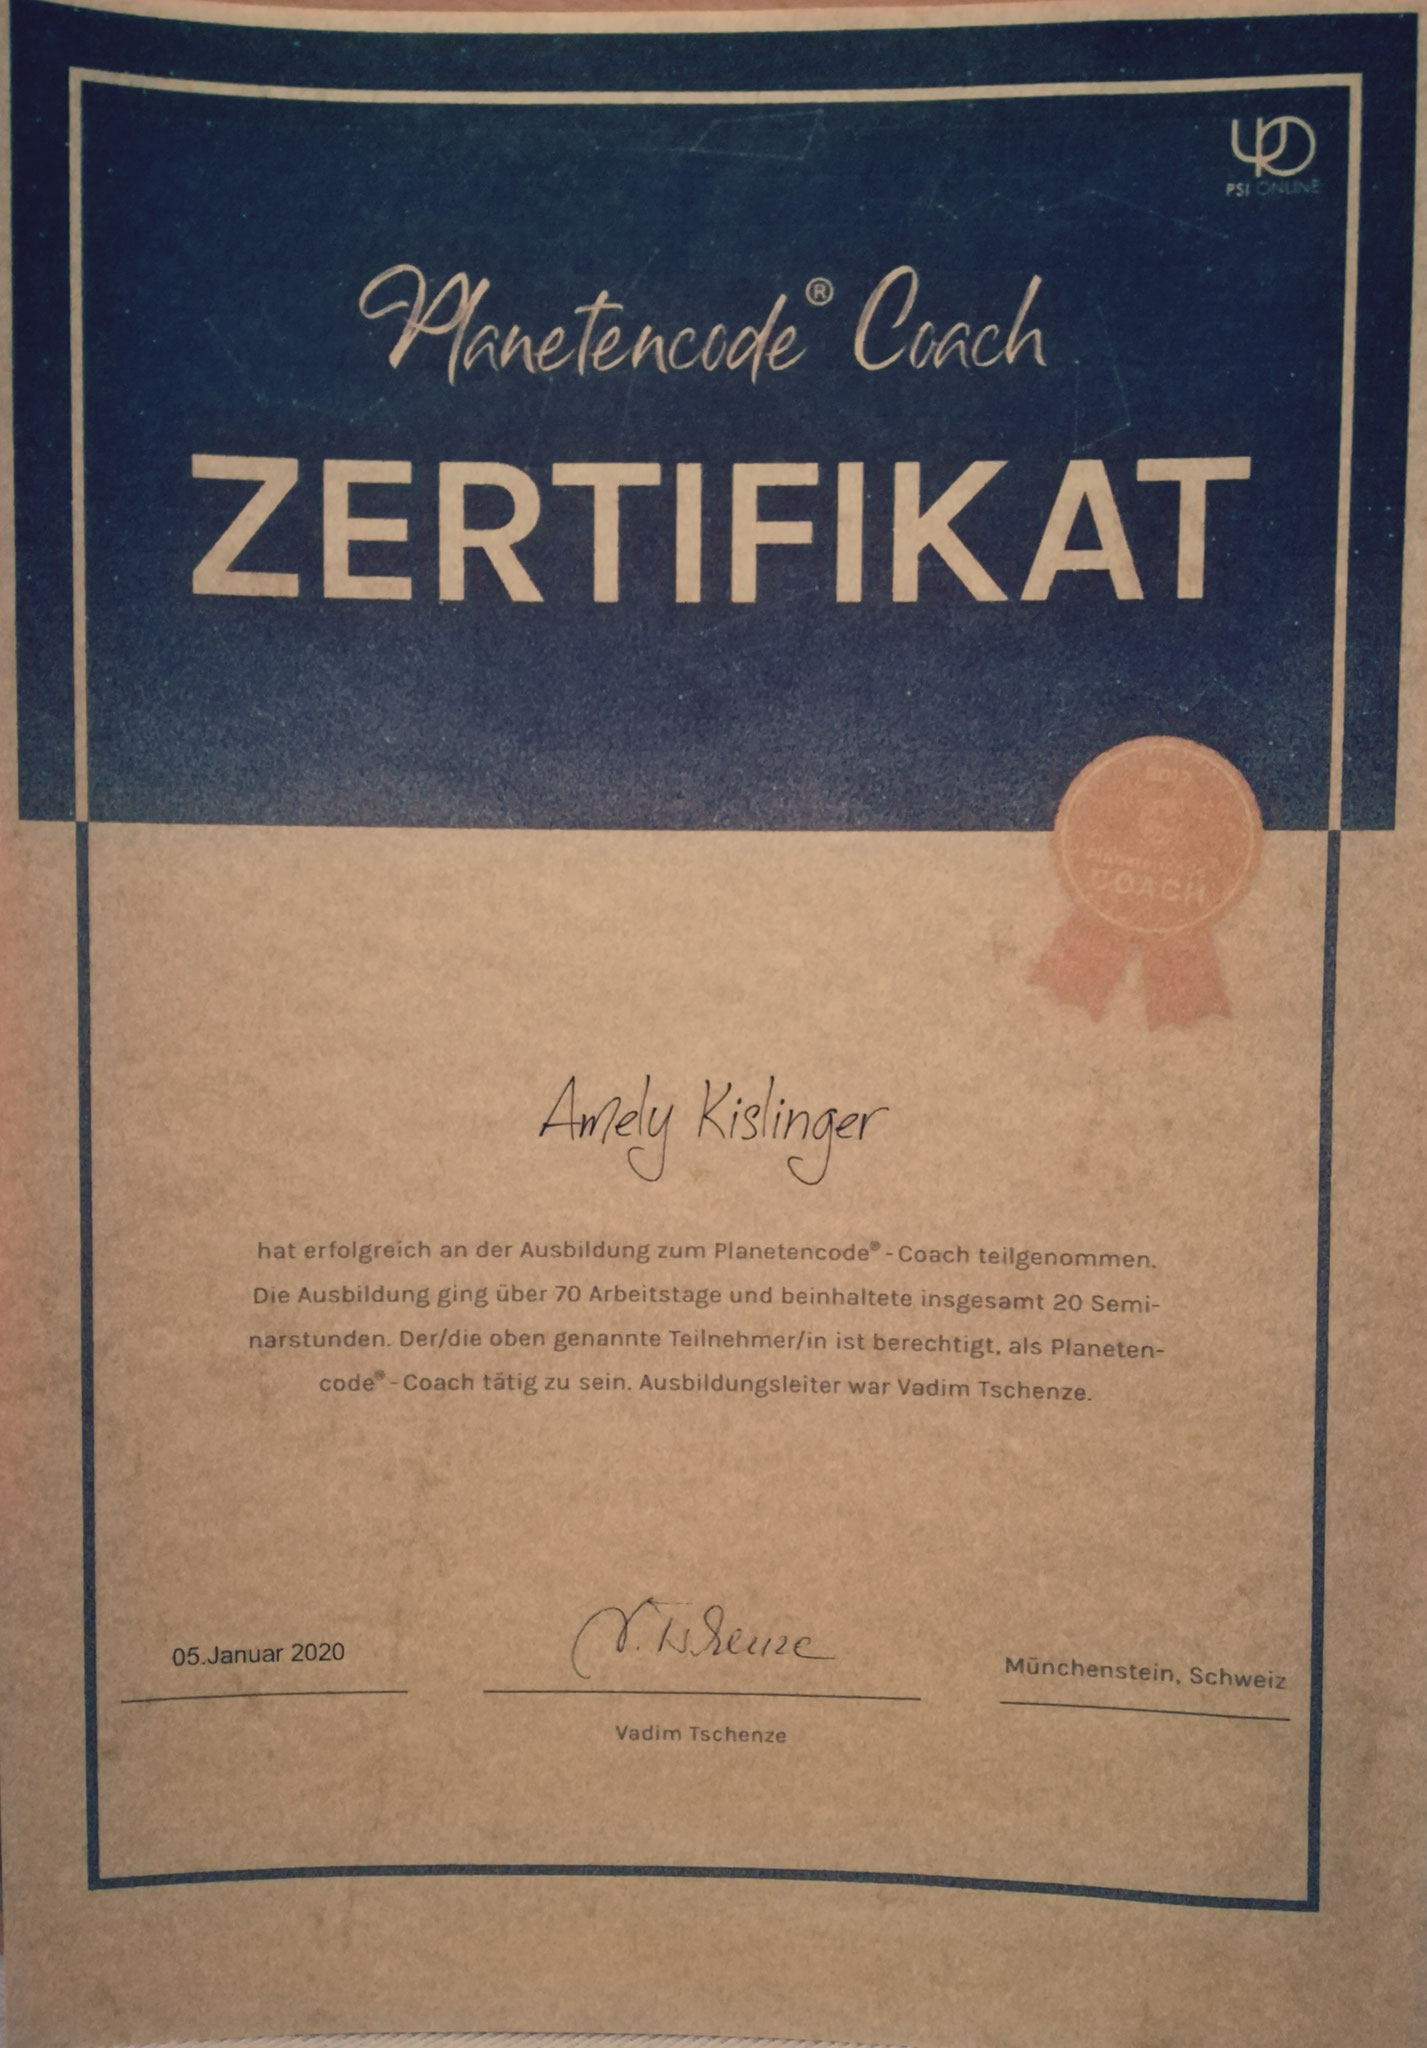 PSI ONLINE
Planetencode® Coach
ZERTIFIKAT
COACH
Amely Kislinger
hat erfolgreich an der Ausbildung zum Planetencode®-Coach teilgenommen.
Die Ausbildung ging über 70 Arbeitstage und beinhaltete insgesamt 20 Semi-
narstunden. Der/die oben genannte Teilnehmer/in ist berechtigt, als Planeten-
code®-Coach tätig zu sein. Ausbildungsleiter war Vadim Tschenze.
V. Tschenze
05.Januar 2020
Münchenstein, Schweiz
Vadim Tschenze